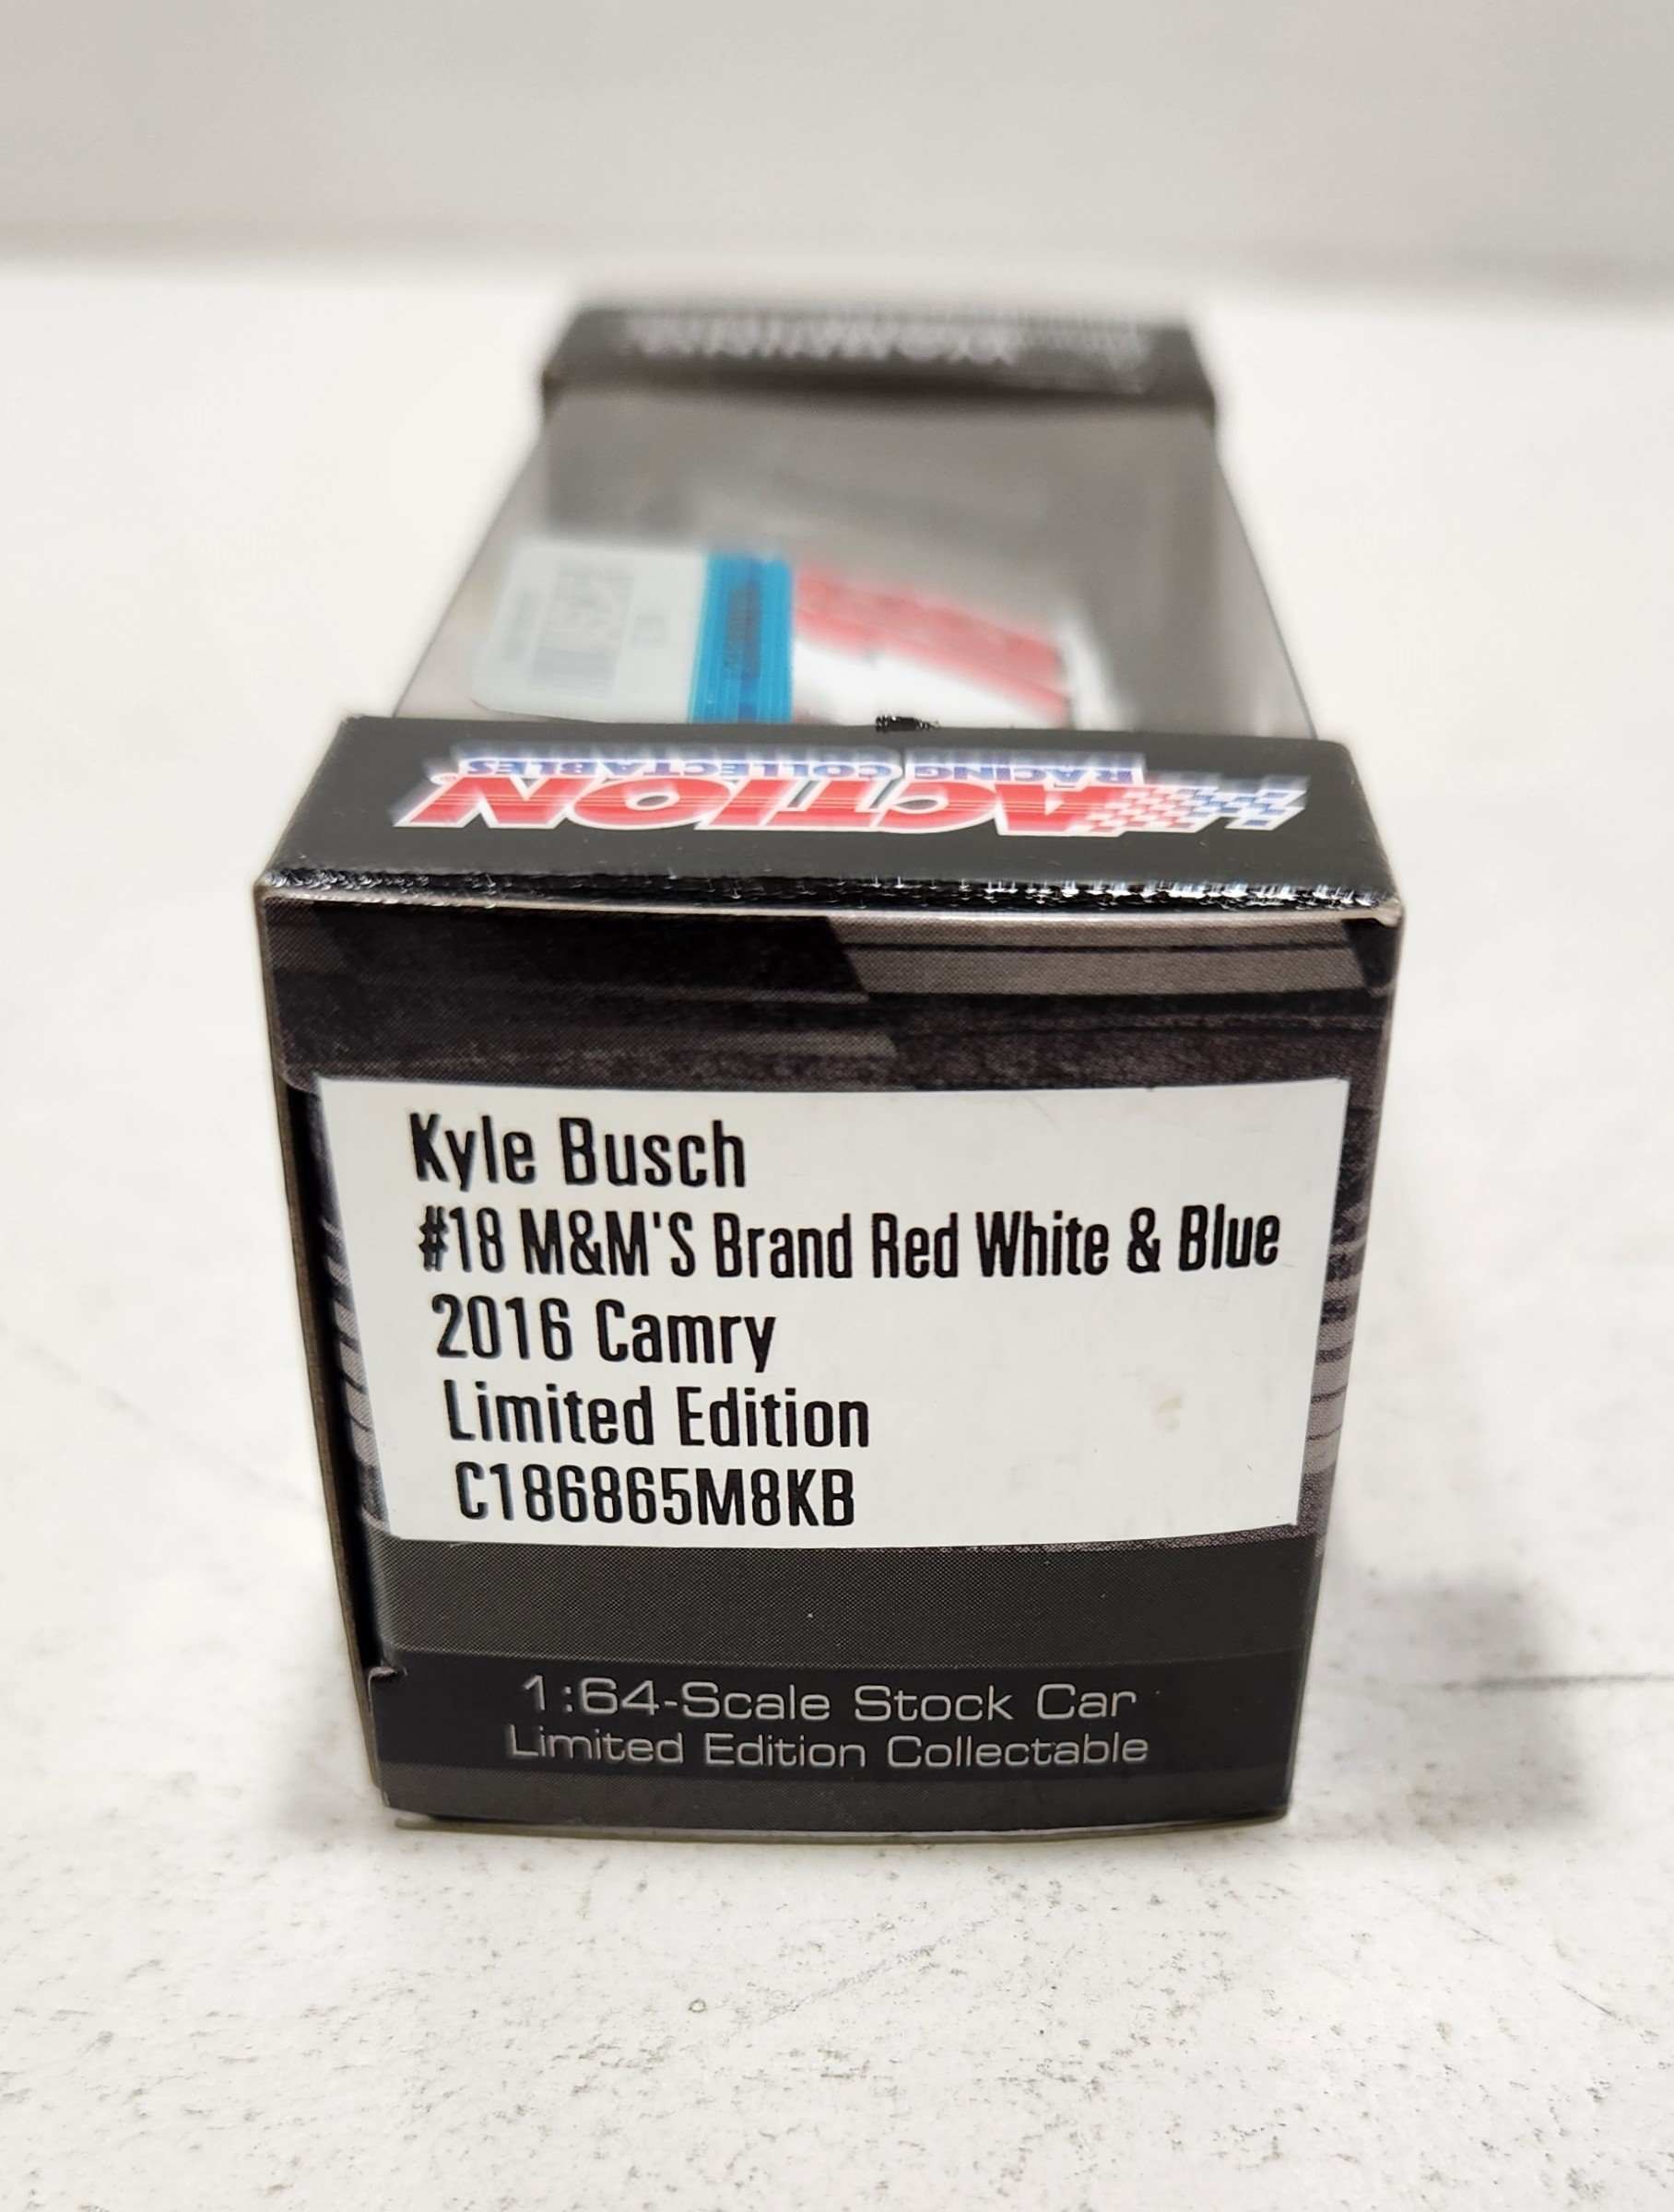 ACTION
RACING COLLECTABLES
Kyle Busch
#18 M&M'S Brand Red White & Blue
2016 Camry
Limited Edition
C186865M8KB
1:64-Scale Stock Car
Limited Edition Collectable